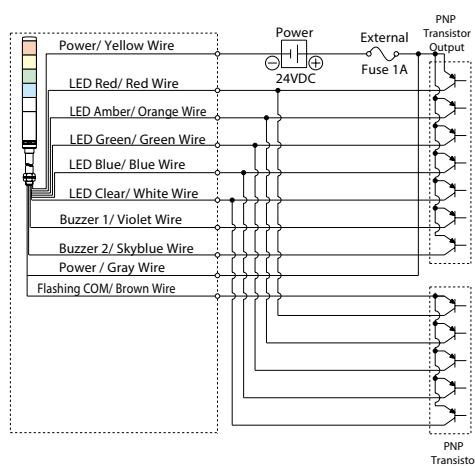 PNP
Transistor
Output
Power
External
Power/ Yellow Wire
24VDC
Fuse 1A
LED Red/ Red Wire
LED Amber/ Orange Wire
LED Green/ Green Wire
LED Blue/ Blue Wire
LED Clear/ White Wire
Buzzer 1/ Violet Wire
Buzzer 2/ Skyblue Wire
Power / Gray Wire
Flashing COM/ Brown Wire
PNP
Transisto